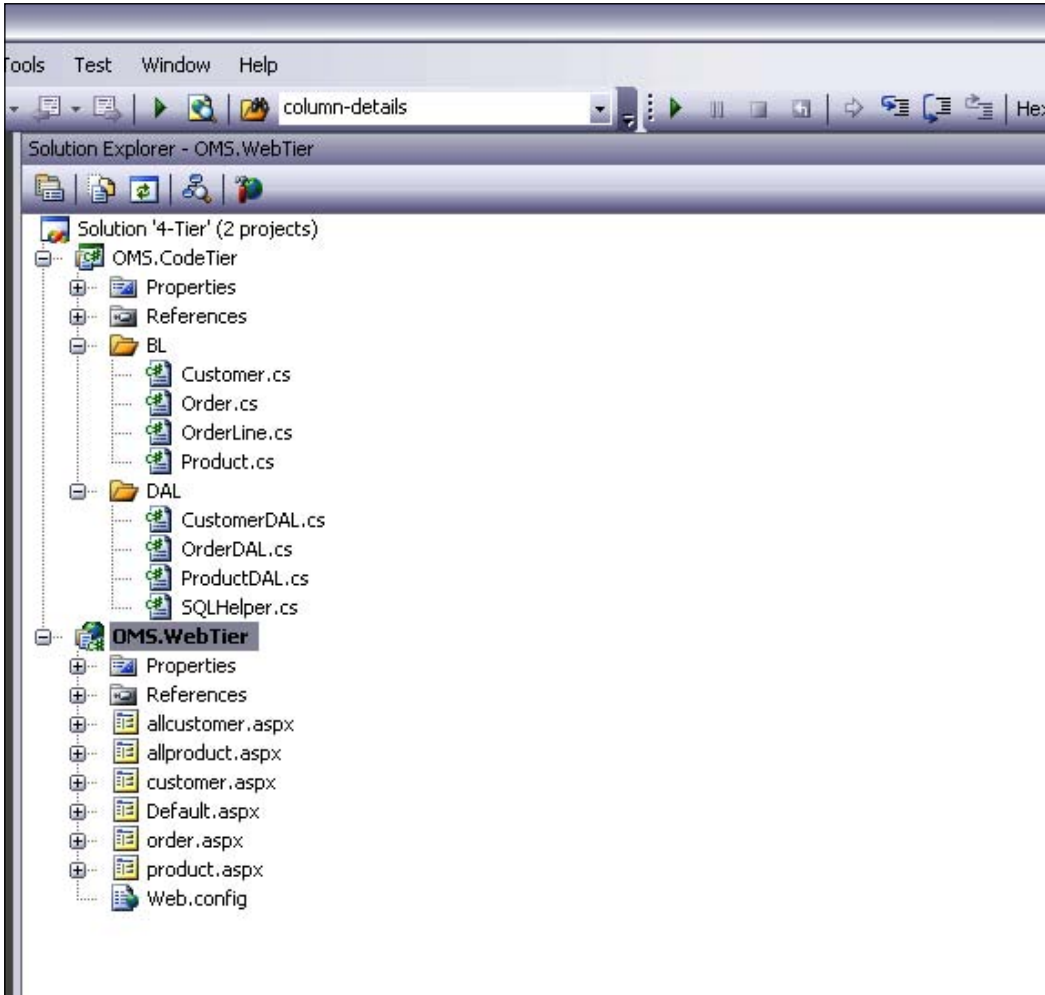 Tools Test Window Help
column-details Hex
Solution Explorer - OMS.WebTier
Solution '4-Tier' (2 projects)
OMS.CodeTier
Properties
References
BL
Customer.cs
Order.cs
OrderLine.cs
Product.cs
DAL
CustomerDAL.cs
OrderDAL.cs
ProductDAL.cs
SQLHelper.cs
OMS.WebTier
Properties
References
allcustomer.aspx
allproduct.aspx
customer.aspx
Default.aspx
order.aspx
product.aspx
Web.config